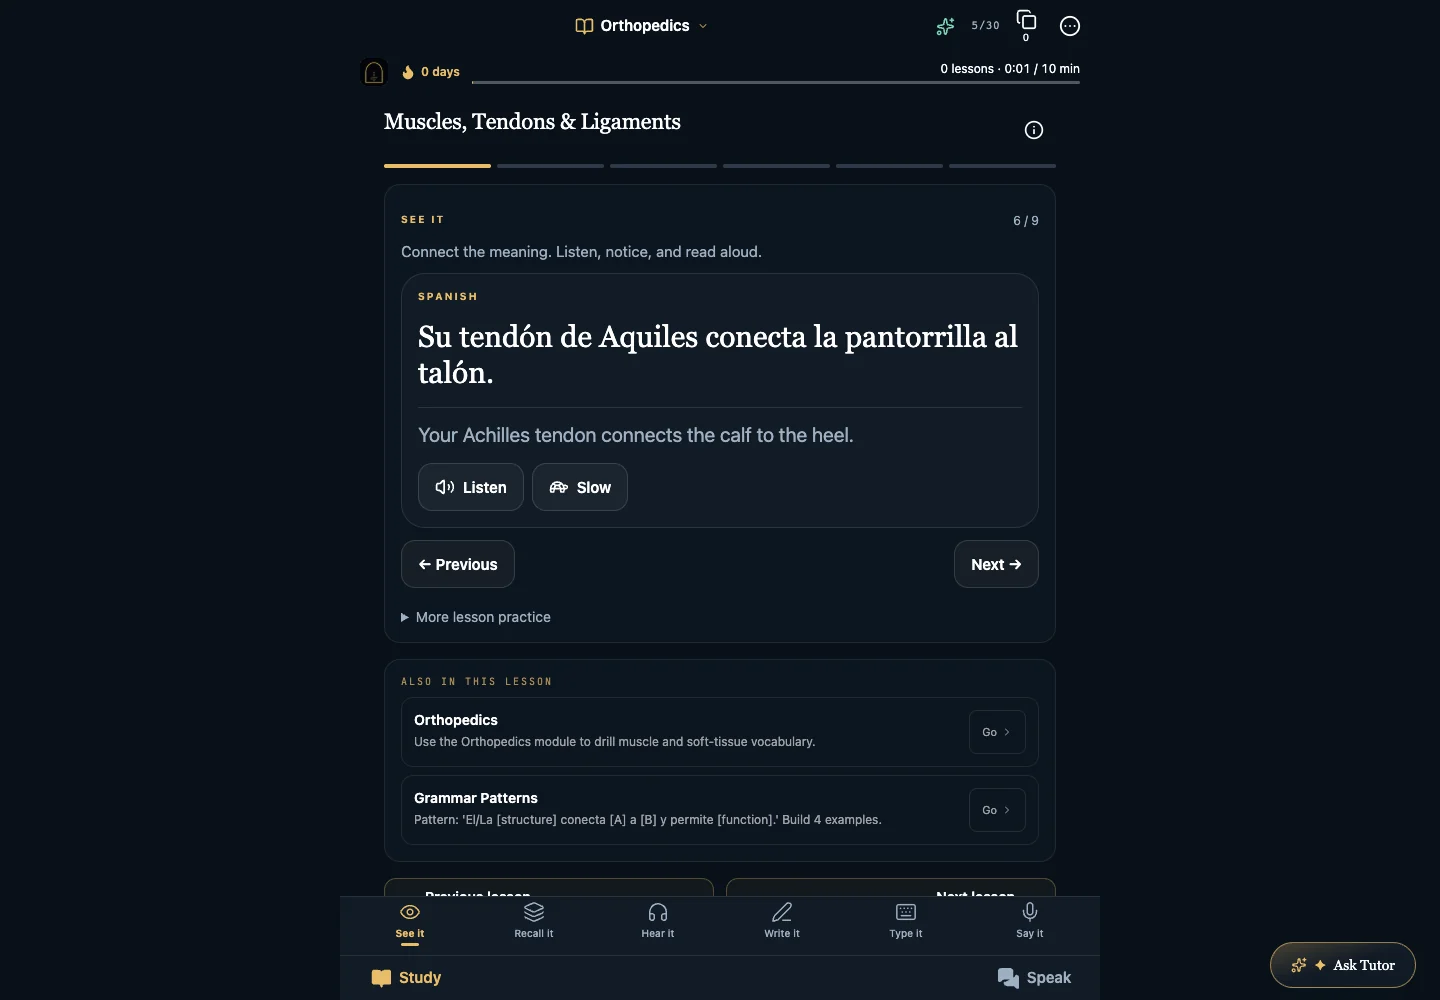 Orthopedics
5/30
0
0 days
0 lessons · 0:01 / 10 min
Muscles, Tendons & Ligaments
SEE IT
6 / 9
Connect the meaning. Listen, notice, and read aloud.
SPANISH
Su tendón de Aquiles conecta la pantorrilla al
talón.
Your Achilles tendon connects the calf to the heel.
Listen
Slow
← Previous
Next →
More lesson practice
ALSO IN THIS LESSON
Orthopedics
Use the Orthopedics module to drill muscle and soft-tissue vocabulary.
Go
Grammar Patterns
Pattern: 'El/La [structure] conecta [A] a [B] y permite [function].' Build 4 examples.
Go
Previous lesson
Next lesson
See it
Recall it
Hear it
Write it
Type it
Say it
Study
Speak
Ask Tutor